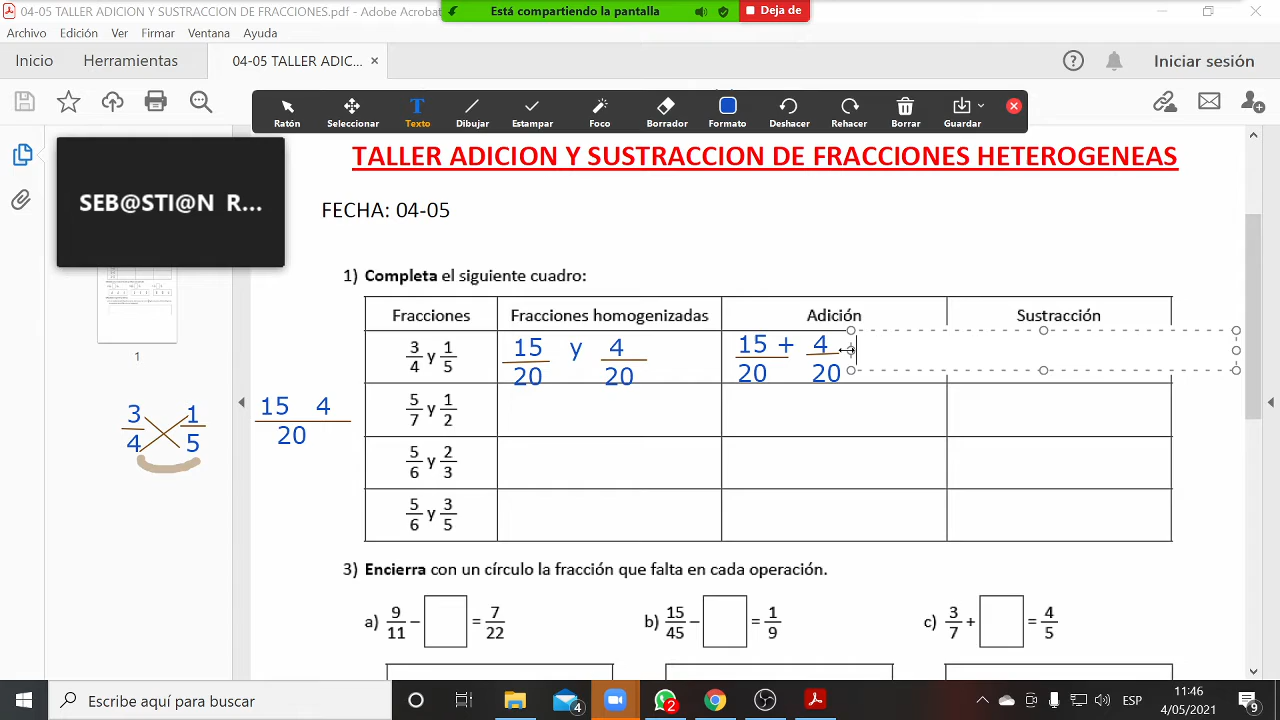 04-05 TALLER ADICION Y SUSTRACCION DE FRACCIONES.pdf - Adobe Acrobat
Está compartiendo la pantalla
Deja de
Archivo Edición Ver Firmar Ventana Ayuda
Inicio Herramientas 04-05 TALLER ADIC... × Iniciar sesión
Ratón Seleccionar Texto Dibujar Estampar Foco Borrador Formato Deshacer Rehacer Borrar Guardar
TALLER ADICION Y SUSTRACCION DE FRACCIONES HETEROGENEAS
SEB@STI@N R...
FECHA: 04-05
1) Completa el siguiente cuadro:
Fracciones Fracciones homogenizadas Adición Sustracción
3/4 y 1/5 15/20 y 4/20 15/20 + 4/20
1
3/4 1/5 15 4/20
5/7 y 1/2
5/6 y 2/3
5/6 y 3/5
3) Encierra con un círculo la fracción que falta en cada operación.
a) 9/11 − = 7/22 b) 15/45 − = 1/9 c) 3/7 + = 4/5
Escribe aquí para buscar 4 2 ESP 11:46
4/05/2021 9